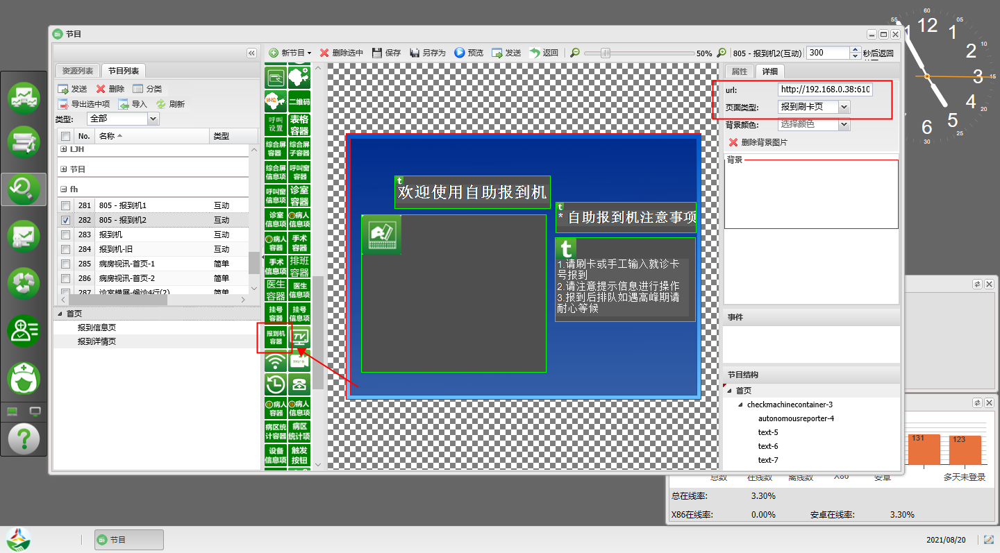 60
05
10
15
20
25
30
55
12
1
2
3
4
5
6
节目
新节目
删除选中
保存
另存为
预览
发送
返回
50%
805 - 报到机2(互动)
300
秒后返回
资源列表
节目列表
发送
删除
分类
导出选中项
导入
刷新
类型:
全部
No.
名称
类型
LJH
节目
fh
281
805 - 报到机1
互动
282
805 - 报到机2
互动
283
报到机
互动
284
报到机-旧
互动
285
病房视讯-首页-1
简单
286
病房视讯-首页-2
简单
287
诊室横屏-候诊4行(2)
简单
首页
报到信息页
报到详情页
体检
二维码
呼叫
设置
表格
容器
综合屏
容器
综合屏
子容器
综合屏
信息项
呼叫窗
容器
呼叫窗
信息项
诊室
容器
诊室
信息项
病人
信息项
病人
容器
手术
容器
手术
信息项
排班
容器
医生
容器
医生
信息项
挂号
容器
挂号
信息项
报到机
容器
TV
病人
容器
病人
信息项
病区统
计容器
病区
统计项
设备
信息项
触发
按钮
t
欢迎使用自助报到机
t
* 自助报到机注意事项
t
1.请刷卡或手工输入就诊卡
号报到
2.请注意提示信息进行操作
3.报到后排队如遇高峰期请
耐心等候
属性
详细
url:
http://192.168.0.38:610
页面类型:
报到刷卡页
背景颜色:
选择颜色
删除背景图片
背景
事件
节目结构
首页
checkmachinecontainer-3
autonomousreporter-4
text-5
text-6
text-7
131
123
总数
在线数
离线数
X86
安卓
多天未登录
总在线率:
3.30%
X86在线率:
0.00%
安卓在线率:
3.30%
?
节目
2021/08/20